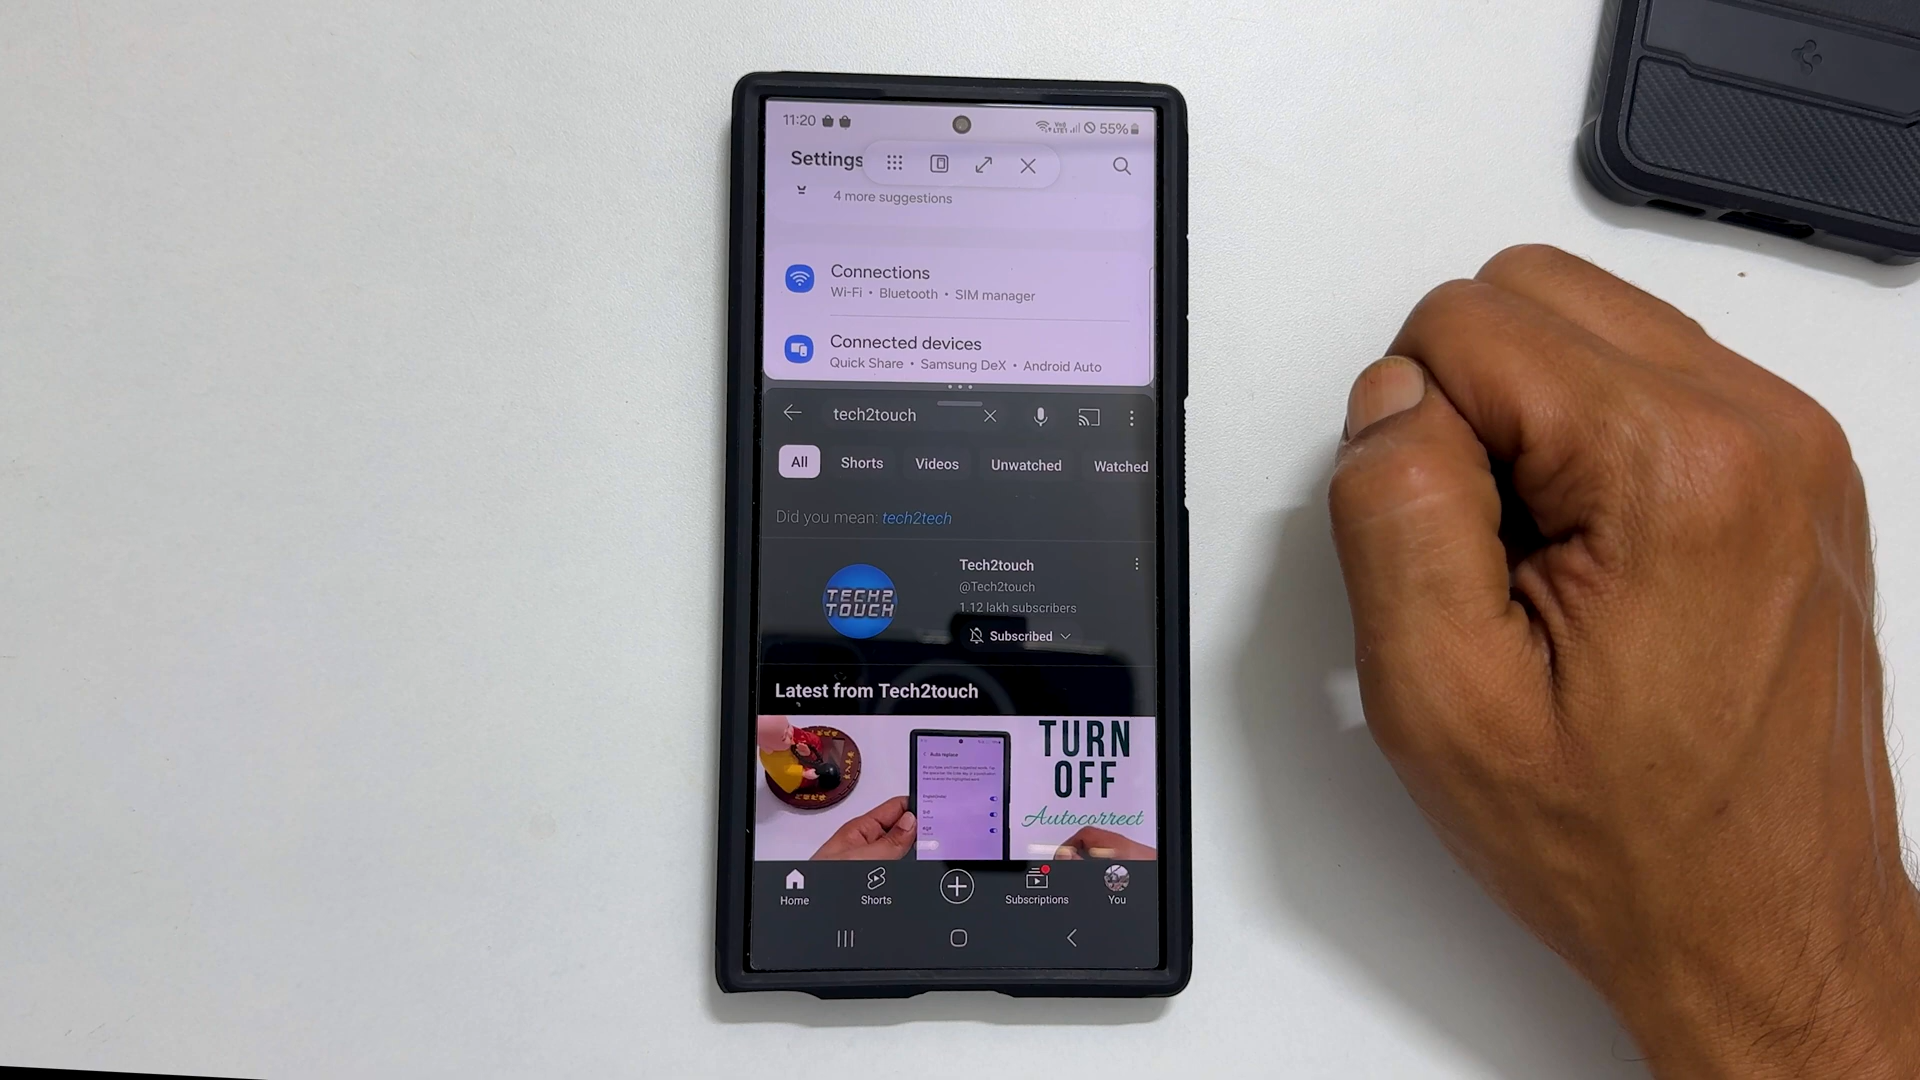 11:20 55%
Settings
4 more suggestions
Connections
Wi-Fi • Bluetooth • SIM manager
Connected devices
Quick Share • Samsung DeX • Android Auto
tech2touch
All Shorts Videos Unwatched Watched
Did you mean: tech2tech
Tech2touch
@Tech2touch
1.12 lakh subscribers
Subscribed
TECH2
TOUCH
Latest from Tech2touch
TURN
OFF
Autocorrect
Auto replace
Home Shorts Subscriptions You